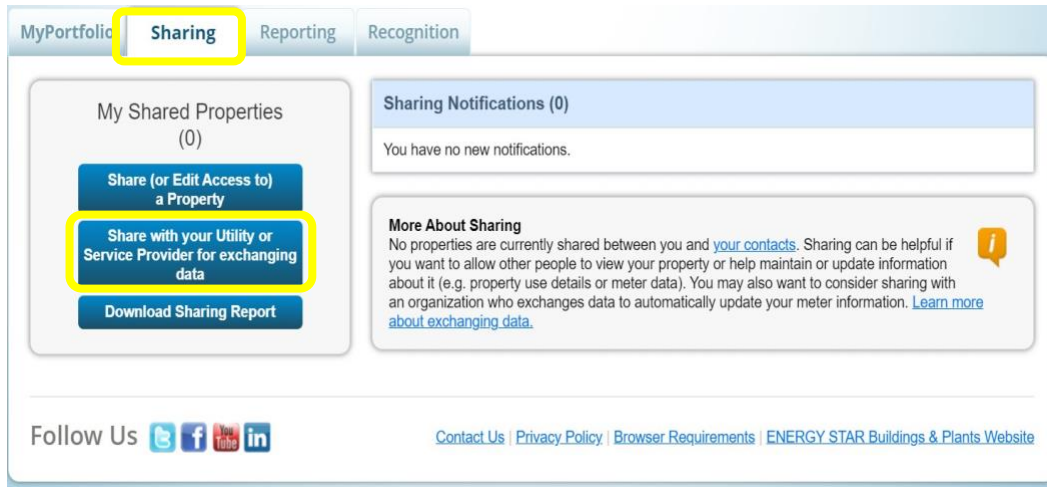 MyPortfolio Sharing Reporting Recognition
My Shared Properties
(0)
Share (or Edit Access to)
a Property
Share with your Utility or
Service Provider for exchanging
data
Download Sharing Report
Sharing Notifications (0)
You have no new notifications.
More About Sharing
No properties are currently shared between you and your contacts. Sharing can be helpful if
you want to allow other people to view your property or help maintain or update information
about it (e.g. property use details or meter data). You may also want to consider sharing with
an organization who exchanges data to automatically update your meter information. Learn more
about exchanging data.
i
Follow Us f You Tube in
Contact Us | Privacy Policy | Browser Requirements | ENERGY STAR Buildings & Plants Website